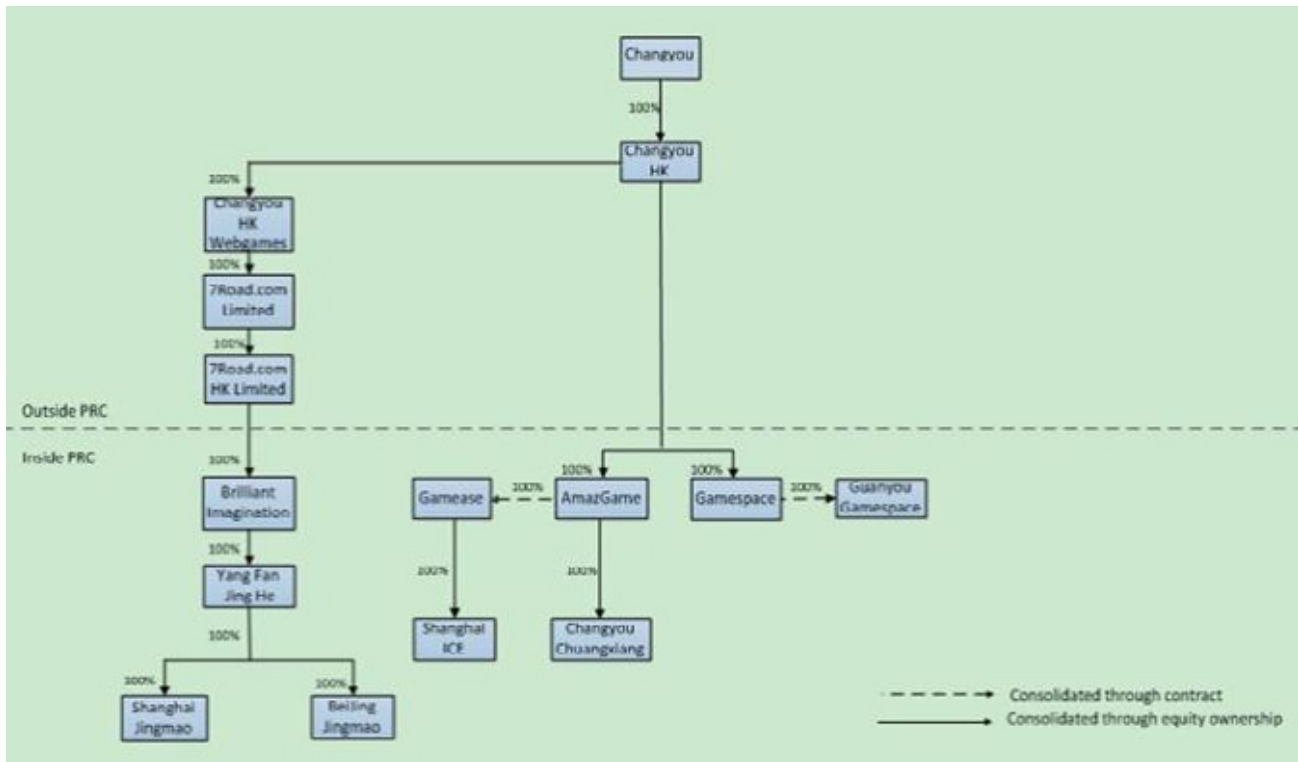 Changyou
100%
Changyou
HK
100%
Changyou
HK
Webgames
100%
7Road.com
Limited
100%
7Road.com
HK Limited
Outside PRC
Inside PRC
100%
Brilliant
Imagination
100%
Yang Fan
Jing He
100%
100%
Shanghai
Jingmao
100%
Beijing
Jingmao
100%
100%
Gamease
100%
AmazGame
Gamespace
100%
Guanyou
Gamespace
100%
100%
Shanghai
ICE
Changyou
Chuangxiang
Consolidated through contract
Consolidated through equity ownership